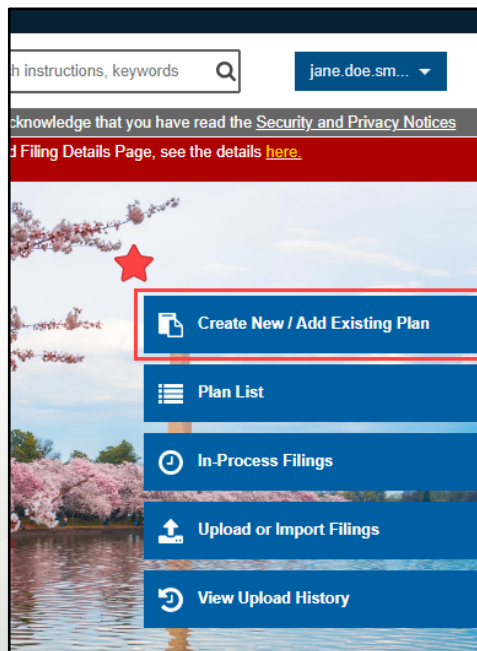 instructions, keywords
jane.doe.sm...
cknowledge that you have read the Security and Privacy Notices
Filing Details Page, see the details here.
Create New / Add Existing Plan
Plan List
In-Process Filings
Upload or Import Filings
View Upload History